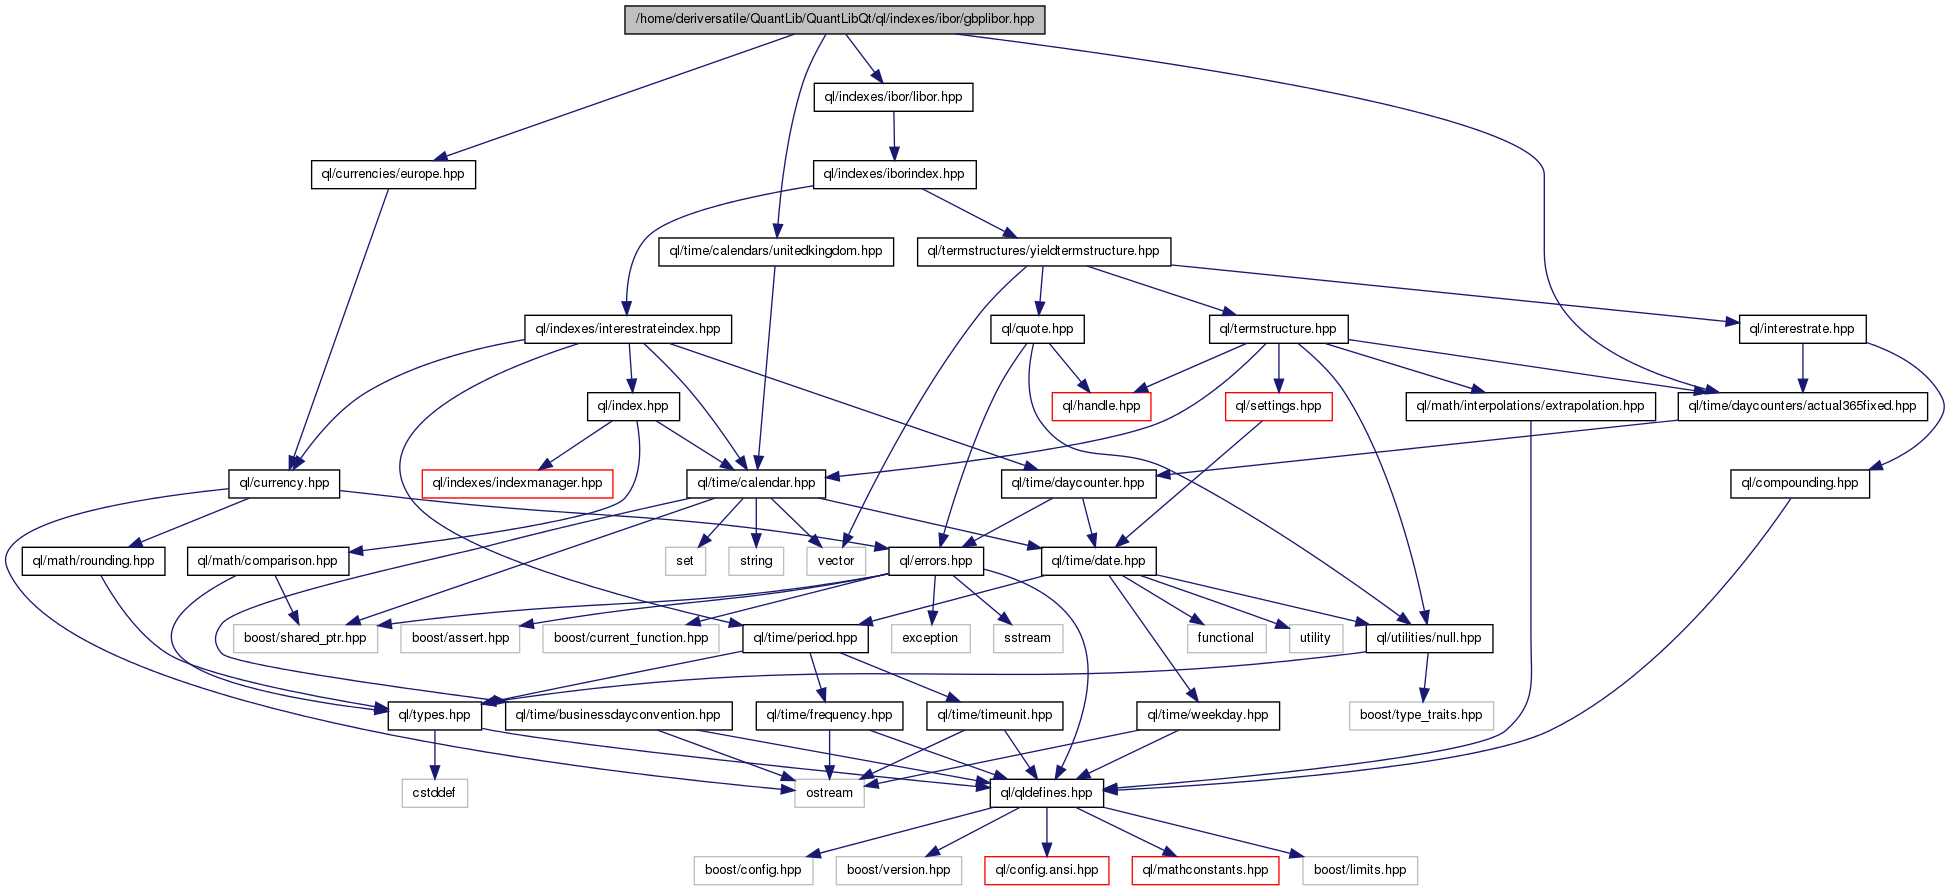 /home/deriversatile/QuantLib/QuantLibQt/ql/indexes/ibor/gbplibor.hpp
ql/indexes/ibor/libor.hpp
ql/currencies/europe.hpp
ql/indexes/iborindex.hpp
ql/time/calendars/unitedkingdom.hpp
ql/termstructures/yieldtermstructure.hpp
ql/indexes/interestrateindex.hpp
ql/quote.hpp
ql/termstructure.hpp
ql/interestrate.hpp
ql/index.hpp
ql/handle.hpp
ql/settings.hpp
ql/math/interpolations/extrapolation.hpp
ql/time/daycounters/actual365fixed.hpp
ql/currency.hpp
ql/indexes/indexmanager.hpp
ql/time/calendar.hpp
ql/time/daycounter.hpp
ql/compounding.hpp
ql/math/rounding.hpp
ql/math/comparison.hpp
set
string
vector
ql/errors.hpp
ql/time/date.hpp
boost/shared_ptr.hpp
boost/assert.hpp
boost/current_function.hpp
ql/time/period.hpp
exception
sstream
functional
utility
ql/utilities/null.hpp
ql/types.hpp
ql/time/businessdayconvention.hpp
ql/time/frequency.hpp
ql/time/timeunit.hpp
ql/time/weekday.hpp
boost/type_traits.hpp
cstddef
ostream
ql/qldefines.hpp
boost/config.hpp
boost/version.hpp
ql/config.ansi.hpp
ql/mathconstants.hpp
boost/limits.hpp